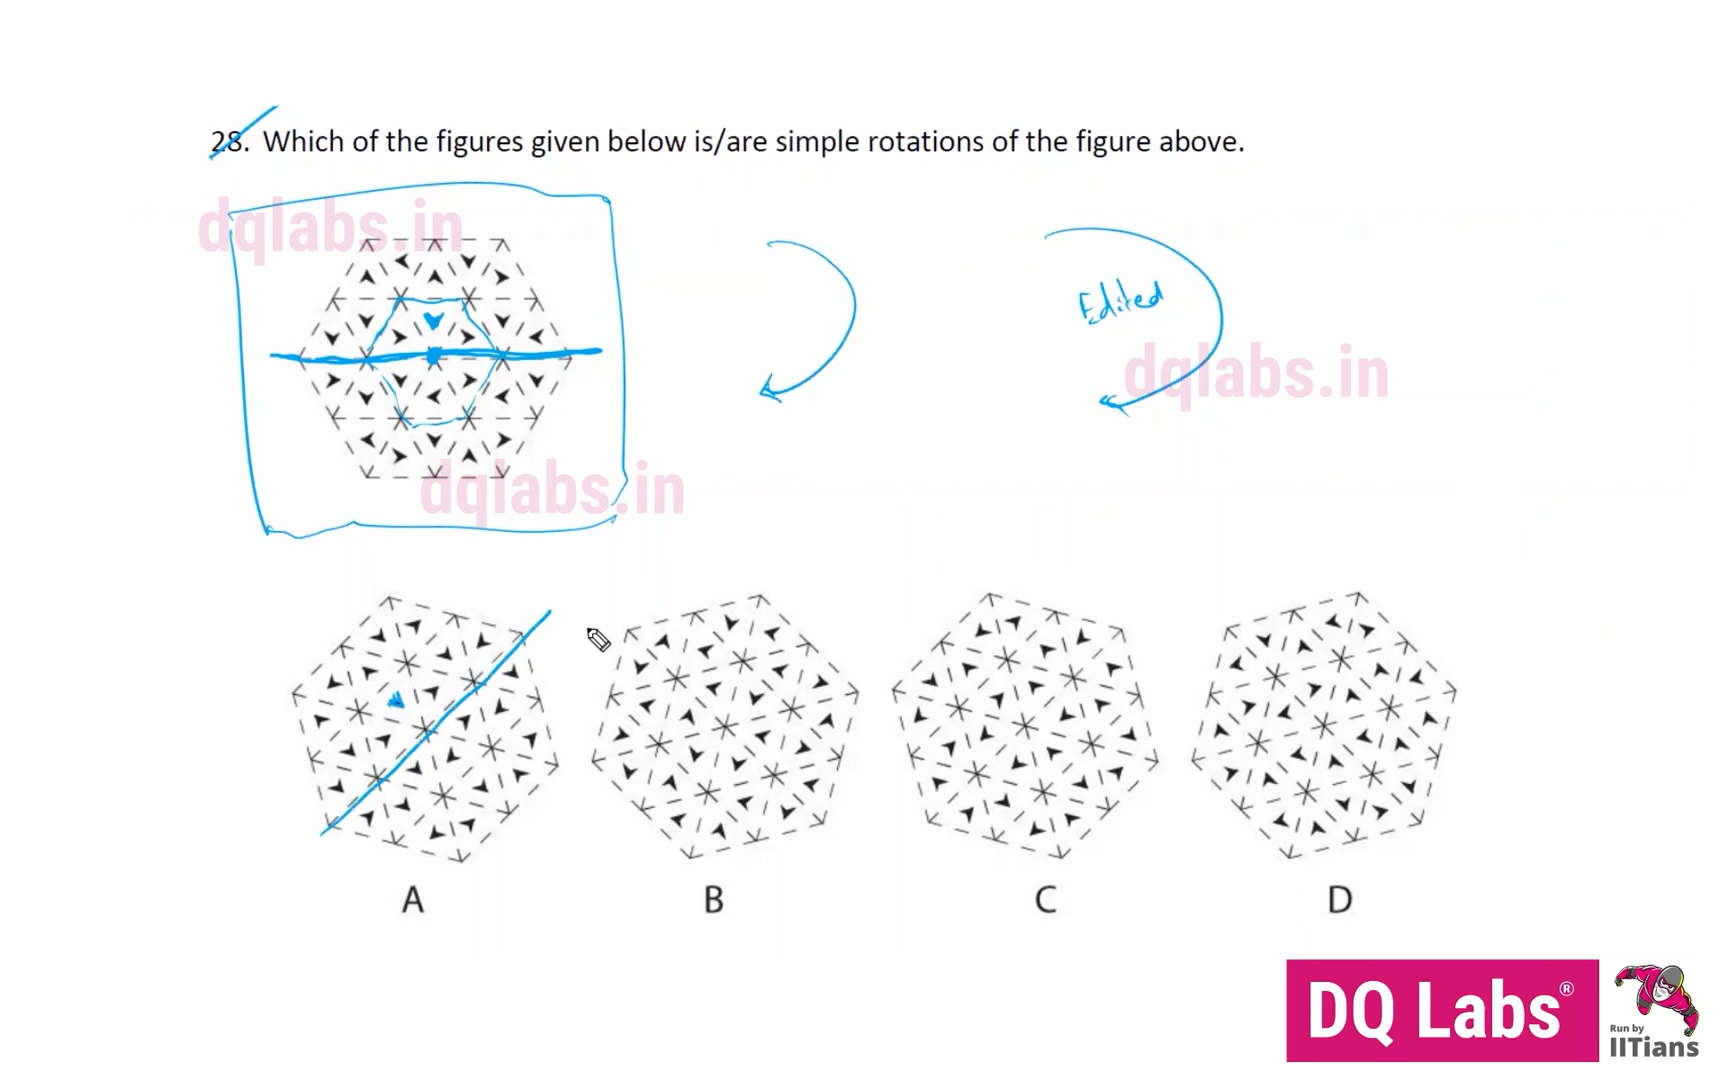 28. Which of the figures given below is/are simple rotations of the figure above.
dqlabs.in
Edited
dqlabs.in
dqlabs.in
A B C D
DQ Labs®
Run by
IITians